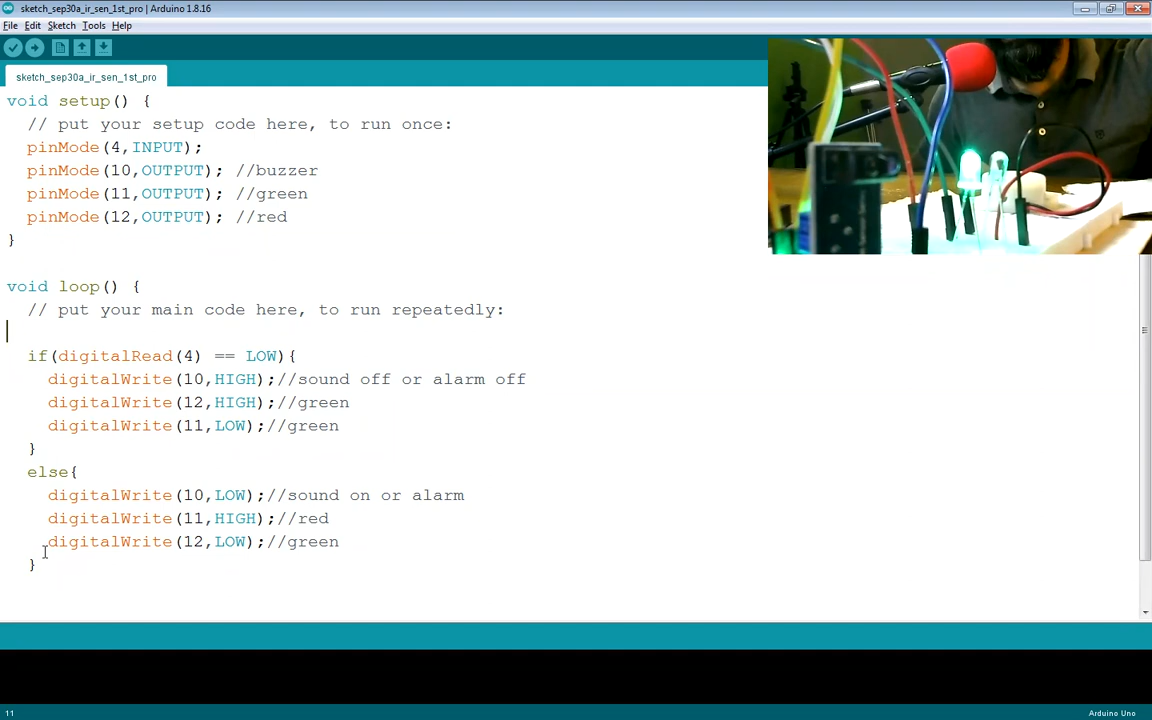 sketch_sep30a_ir_sen_1st_pro | Arduino 1.8.16
File Edit Sketch Tools Help
sketch_sep30a_ir_sen_1st_pro
void setup() {
// put your setup code here, to run once:
pinMode(4,INPUT);
pinMode(10,OUTPUT); //buzzer
pinMode(11,OUTPUT); //green
pinMode(12,OUTPUT); //red
}
void loop() {
// put your main code here, to run repeatedly:
if(digitalRead(4) == LOW){
digitalWrite(10,HIGH);//sound off or alarm off
digitalWrite(12,HIGH);//green
digitalWrite(11,LOW);//green
}
else{
digitalWrite(10,LOW);//sound on or alarm
digitalWrite(11,HIGH);//red
digitalWrite(12,LOW);//green
}
11 Arduino Uno